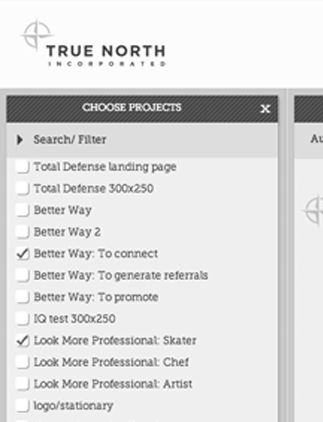 TRUE NORTH
INCORPORATED
CHOOSE PROJECTS X
Search/ Filter
Total Defense landing page
Total Defense 300x250
Better Way
Better Way 2
Better Way: To connect
Better Way: To generate referrals
Better Way: To promote
IQ test 300x250
Look More Professional: Skater
Look More Professional: Chef
Look More Professional: Artist
logo/stationary
Au